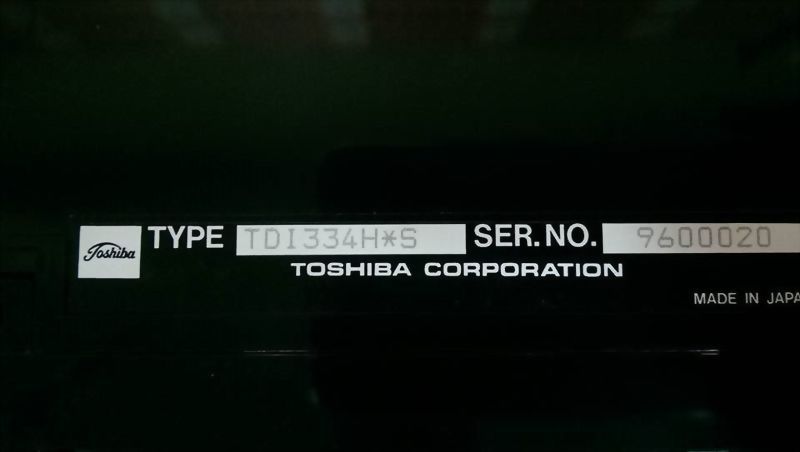 Toshiba TYPE TDI334H*S SER.NO. 9600020
TOSHIBA CORPORATION
MADE IN JAPA